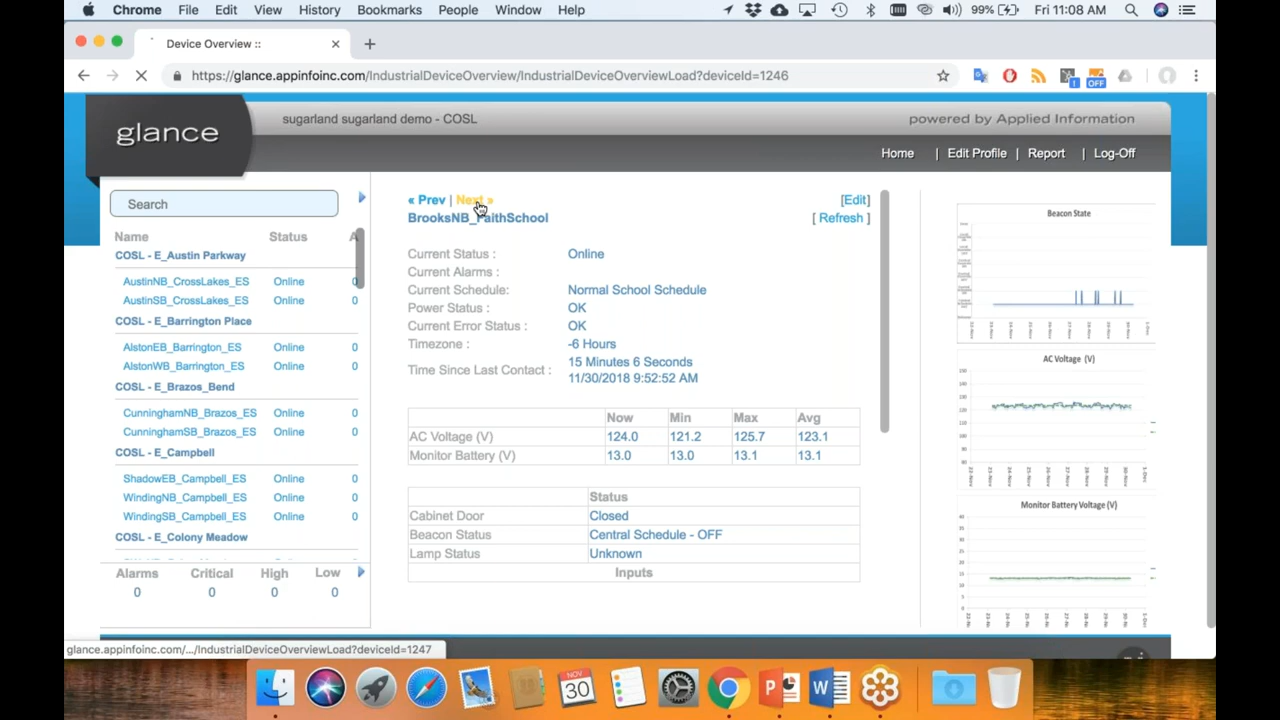 Chrome File Edit View History Bookmarks People Window Help 99% Fri 11:08 AM
Device Overview ::
https://glance.appinfoinc.com/IndustrialDeviceOverview/IndustrialDeviceOverviewLoad?deviceId=1246
OFF
glance
sugarland sugarland demo - COSL
powered by Applied Information
Home | Edit Profile | Report | Log-Off
Search
Name Status A
COSL - E_Austin Parkway
AustinNB_CrossLakes_ES Online 0
AustinSB_CrossLakes_ES Online 0
COSL - E_Barrington Place
AlstonEB_Barrington_ES Online 0
AlstonWB_Barrington_ES Online 0
COSL - E_Brazos_Bend
CunninghamNB_Brazos_ES Online 0
CunninghamSB_Brazos_ES Online 0
COSL - E_Campbell
ShadowEB_Campbell_ES Online 0
WindingNB_Campbell_ES Online 0
WindingSB_Campbell_ES Online 0
COSL - E_Colony Meadow
Alarms Critical High Low
0 0 0 0
« Prev | Next » [Edit]
BrooksNB_FaithSchool [ Refresh ]
Current Status : Online
Current Alarms :
Current Schedule: Normal School Schedule
Power Status : OK
Current Error Status : OK
Timezone : -6 Hours
Time Since Last Contact : 15 Minutes 6 Seconds
11/30/2018 9:52:52 AM
Now Min Max Avg
AC Voltage (V) 124.0 121.2 125.7 123.1
Monitor Battery (V) 13.0 13.0 13.1 13.1
Status
Cabinet Door Closed
Beacon Status Central Schedule - OFF
Lamp Status Unknown
Inputs
Beacon State
AC Voltage (V)
Monitor Battery Voltage (V)
glance.appinfoinc.com/.../IndustrialDeviceOverviewLoad?deviceId=1247
NOV
30